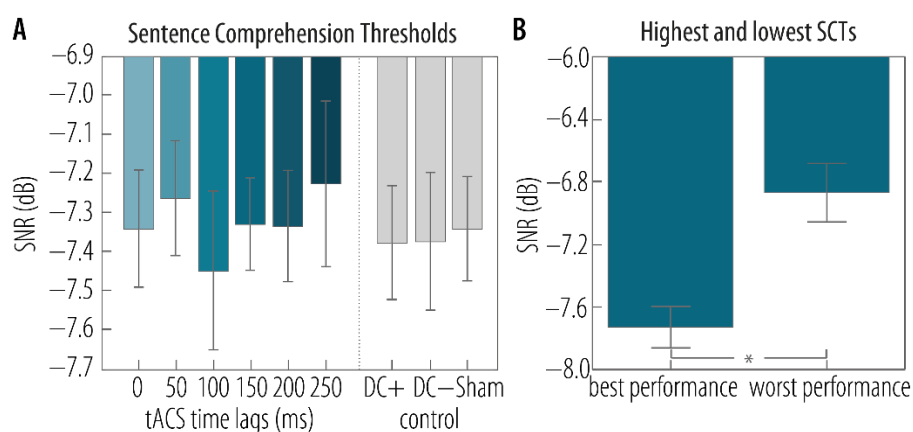 A
Sentence Comprehension Thresholds
SNR (dB)
−6.9
−7.0
−7.1
−7.2
−7.3
−7.4
−7.5
−7.6
−7.7
0 50 100 150 200 250 DC+ DC−Sham
tACS time lags (ms) control
B
Highest and lowest SCTs
SNR (dB)
−6.0
−6.4
−6.8
−7.2
−7.6
−8.0
*
best performance worst performance